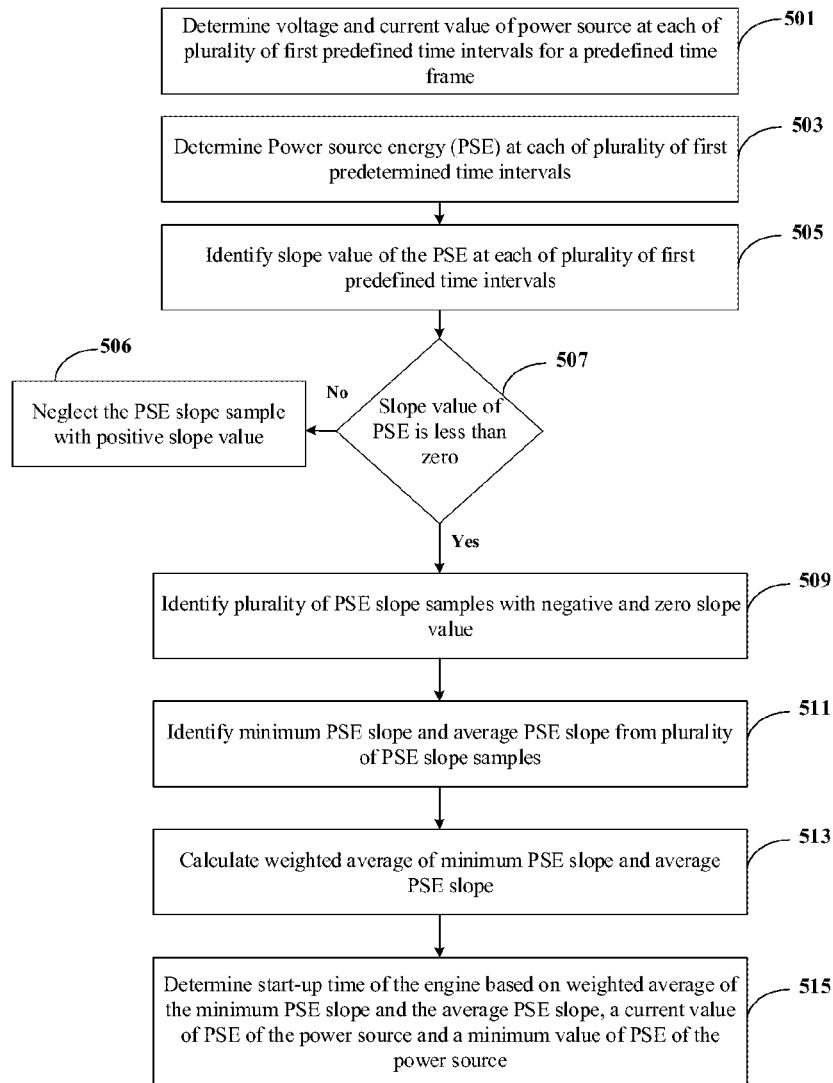 Determine voltage and current value of power source at each of
plurality of first predefined time intervals for a predefined time
frame
501
Determine Power source energy (PSE) at each of plurality of first
predetermined time intervals
503
Identify slope value of the PSE at each of plurality of first
predefined time intervals
505
506
Neglect the PSE slope sample
with positive slope value
No
507
Slope value of
PSE is less than
zero
Yes
Identify plurality of PSE slope samples with negative and zero slope
value
509
Identify minimum PSE slope and average PSE slope from plurality
of PSE slope samples
511
Calculate weighted average of minimum PSE slope and average
PSE slope
513
Determine start-up time of the engine based on weighted average of
the minimum PSE slope and the average PSE slope, a current value
of PSE of the power source and a minimum value of PSE of the
power source
515